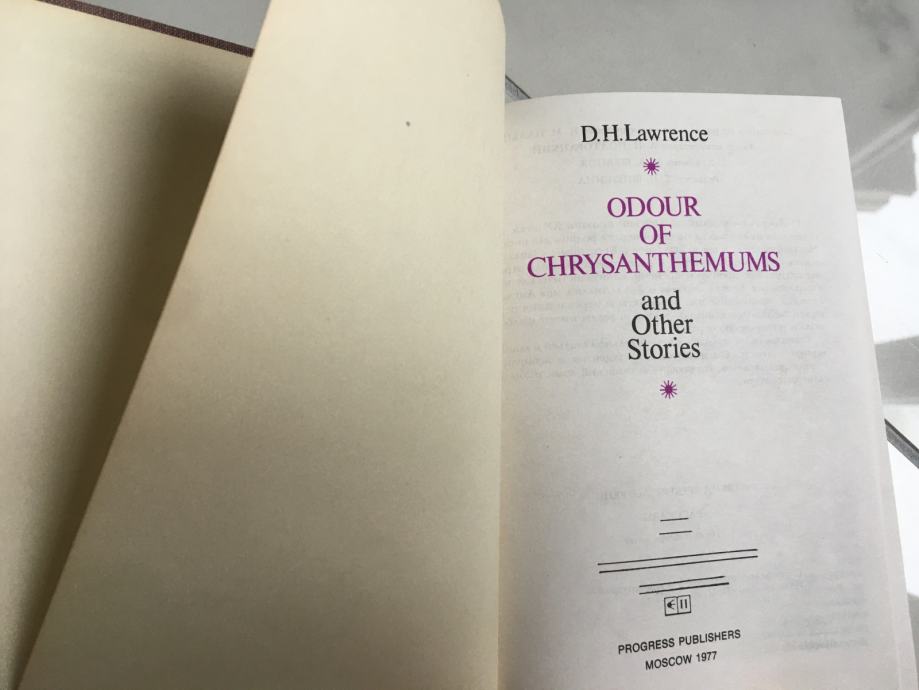 D.H.Lawrence
ODOUR
OF
CHRYSANTHEMUMS
and
Other
Stories
PROGRESS PUBLISHERS
MOSCOW 1977